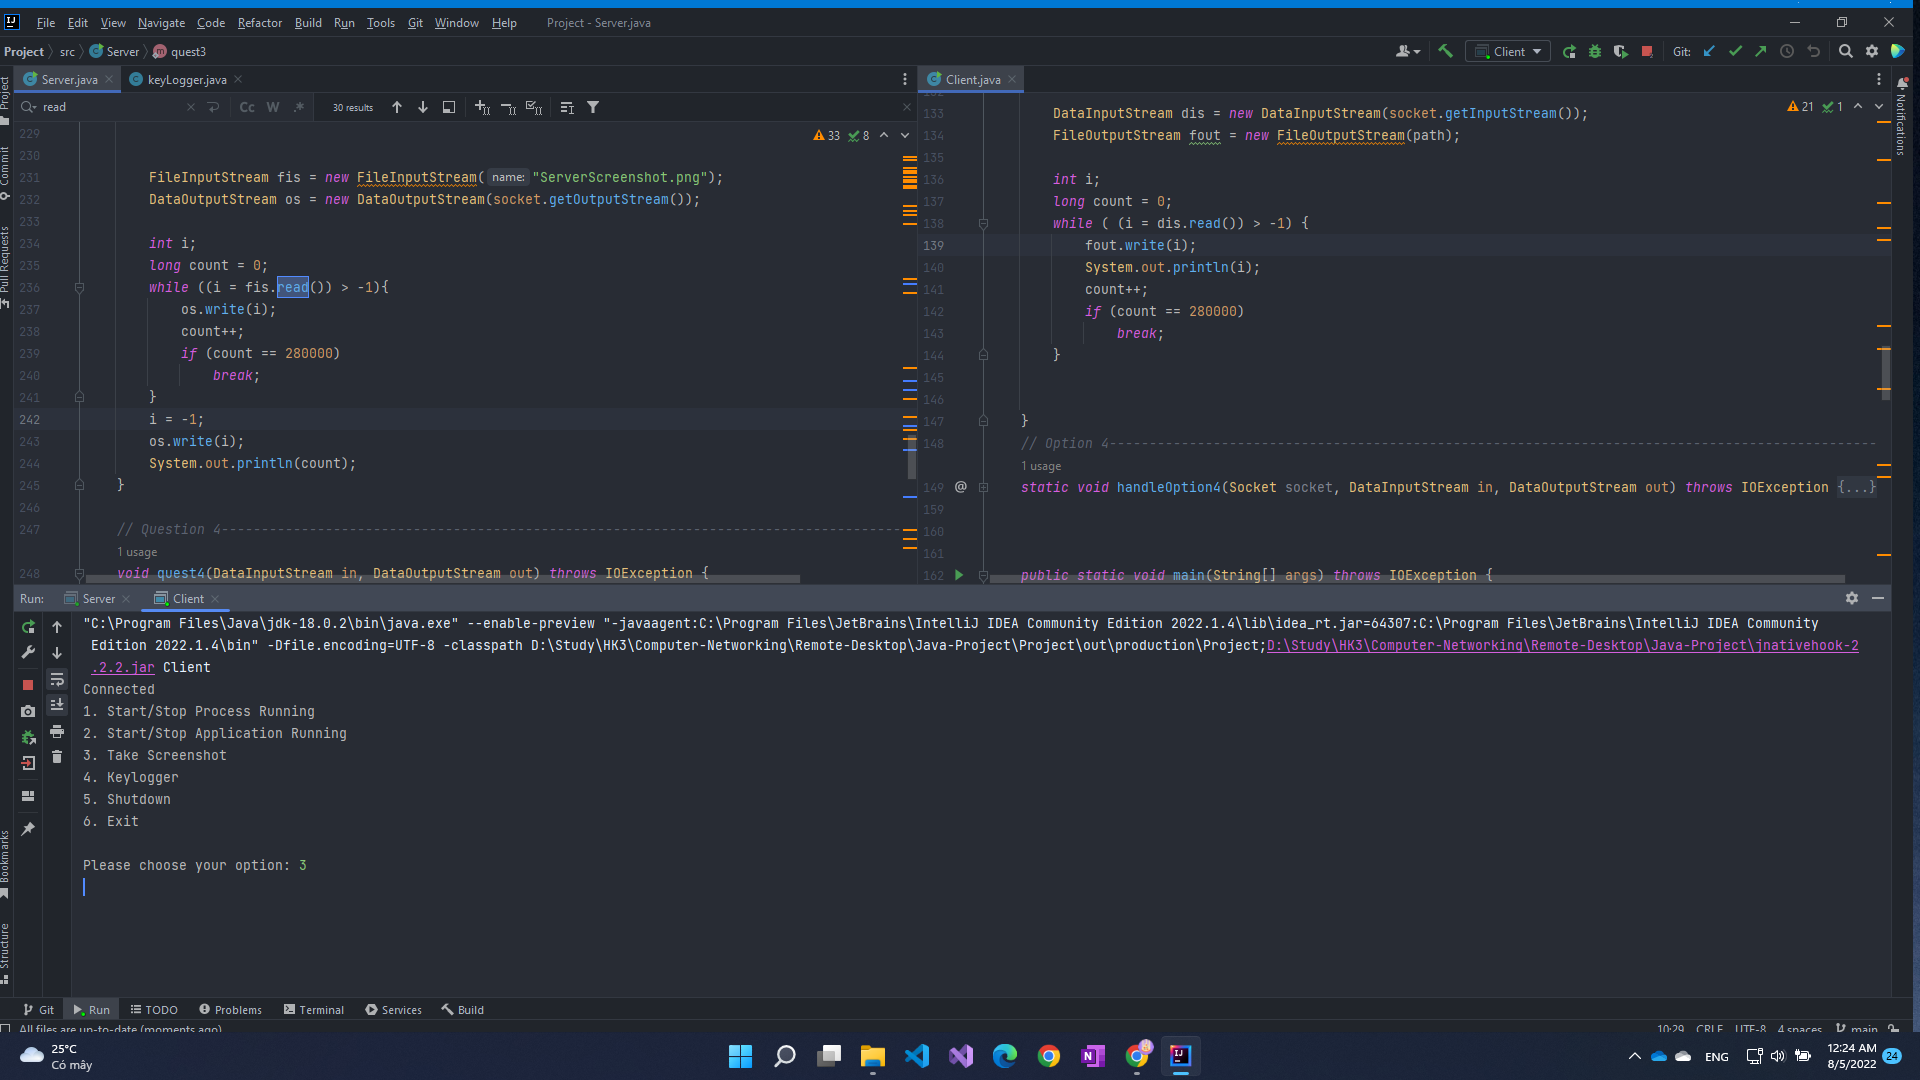 File Edit View Navigate Code Refactor Build Run Tools Git Window Help Project - Server.java
Project src Server quest3
Client
Git:
Server.java keyLogger.java
read Cc W .* 30 results
33 8
229
230
231 FileInputStream fis = new FileInputStream( name: "ServerScreenshot.png");
232 DataOutputStream os = new DataOutputStream(socket.getOutputStream());
233
234 int i;
235 long count = 0;
236 while ((i = fis.read()) > -1){
237 os.write(i);
238 count++;
239 if (count == 280000)
240 break;
241 }
242 i = -1;
243 os.write(i);
244 System.out.println(count);
245 }
246
247 // Question 4-------------------------------------------------------------------------------------
1 usage
248 void quest4(DataInputStream in, DataOutputStream out) throws IOException {
Client.java
21 1
133 DataInputStream dis = new DataInputStream(socket.getInputStream());
134 FileOutputStream fout = new FileOutputStream(path);
135
136 int i;
137 long count = 0;
138 while ( (i = dis.read()) > -1) {
139 fout.write(i);
140 System.out.println(i);
141 count++;
142 if (count == 280000)
143 break;
144 }
145
146
147 }
148 // Option 4------------------------------------------------------------------------------------------------
1 usage
149 @ static void handleOption4(Socket socket, DataInputStream in, DataOutputStream out) throws IOException {...}
159
160
161
162 public static void main(String[] args) throws IOException {
Project
Commit
Pull Requests
Bookmarks
Structure
Notifications
Run: Server Client
"C:\Program Files\Java\jdk-18.0.2\bin\java.exe" --enable-preview "-javaagent:C:\Program Files\JetBrains\IntelliJ IDEA Community Edition 2022.1.4\lib\idea_rt.jar=64307:C:\Program Files\JetBrains\IntelliJ IDEA Community
Edition 2022.1.4\bin" -Dfile.encoding=UTF-8 -classpath D:\Study\HK3\Computer-Networking\Remote-Desktop\Java-Project\Project\out\production\Project;D:\Study\HK3\Computer-Networking\Remote-Desktop\Java-Project\jnativehook-2
.2.2.jar Client
Connected
1. Start/Stop Process Running
2. Start/Stop Application Running
3. Take Screenshot
4. Keylogger
5. Shutdown
6. Exit
Please choose your option: 3
Git Run TODO Problems Terminal Services Build
All files are up-to-date (moments ago) 10:29 CRLF UTF-8 4 spaces main
25°C
Có mây
ENG
12:24 AM
8/5/2022
24